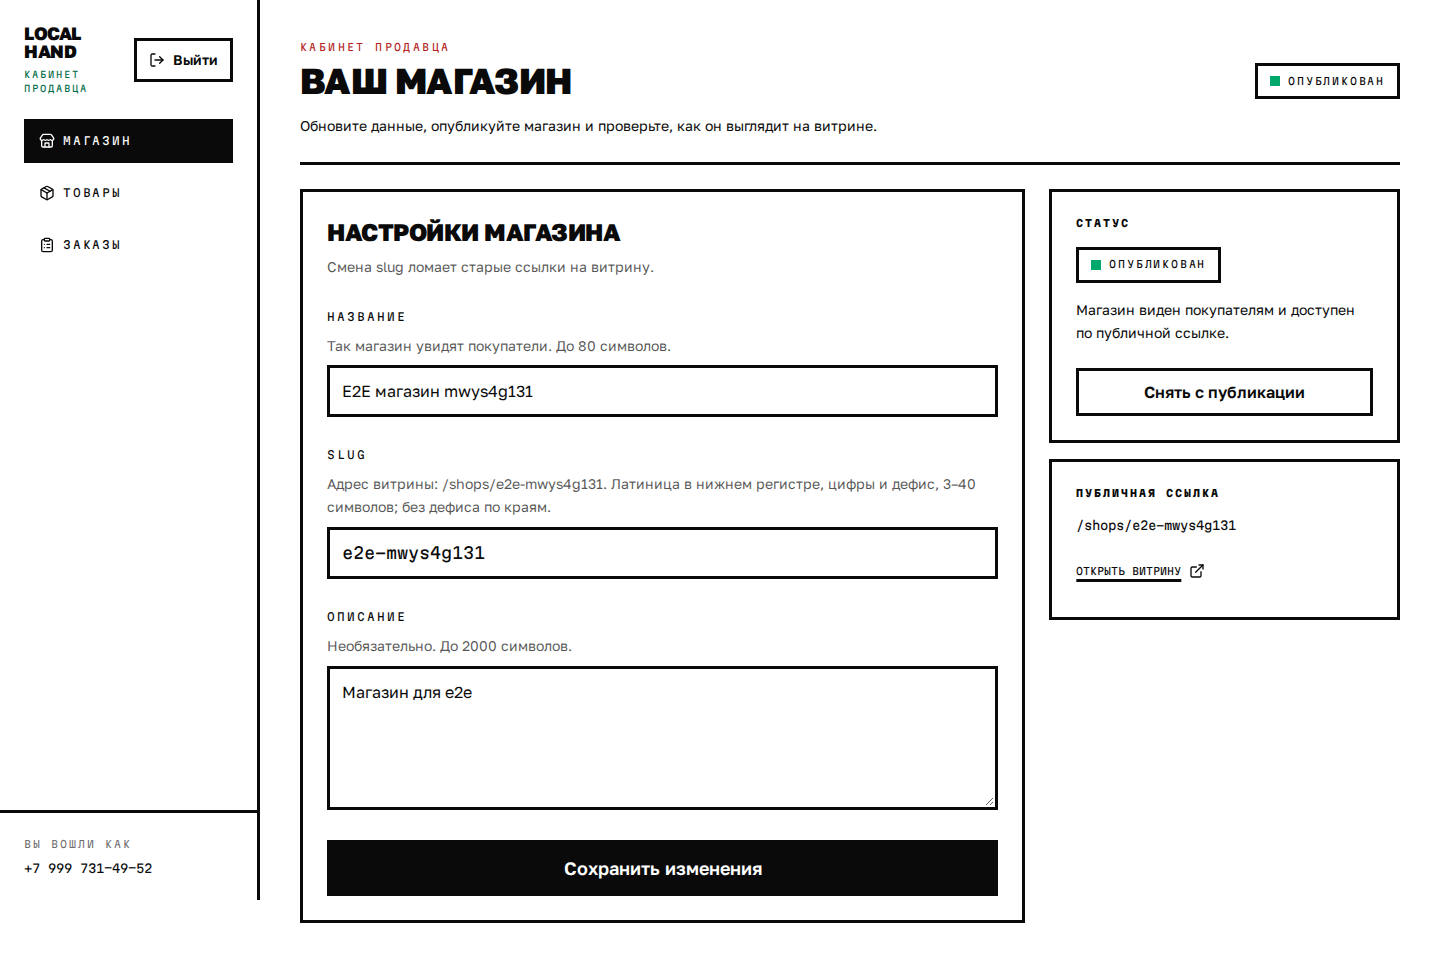 LOCAL
HAND
КАБИНЕТ
ПРОДАВЦА
Выйти
МАГАЗИН
ТОВАРЫ
ЗАКАЗЫ
ВЫ ВОШЛИ КАК
+7 999 731-49-52
КАБИНЕТ ПРОДАВЦА
ВАШ МАГАЗИН
Обновите данные, опубликуйте магазин и проверьте, как он выглядит на витрине.
ОПУБЛИКОВАН
НАСТРОЙКИ МАГАЗИНА
Смена slug ломает старые ссылки на витрину.
НАЗВАНИЕ
Так магазин увидят покупатели. До 80 символов.
E2E магазин mwys4g131
SLUG
Адрес витрины: /shops/e2e-mwys4g131. Латиница в нижнем регистре, цифры и дефис, 3–40
символов; без дефиса по краям.
e2e-mwys4g131
ОПИСАНИЕ
Необязательно. До 2000 символов.
Магазин для e2e
Сохранить изменения
СТАТУС
ОПУБЛИКОВАН
Магазин виден покупателям и доступен
по публичной ссылке.
Снять с публикации
ПУБЛИЧНАЯ ССЫЛКА
/shops/e2e-mwys4g131
ОТКРЫТЬ ВИТРИНУ